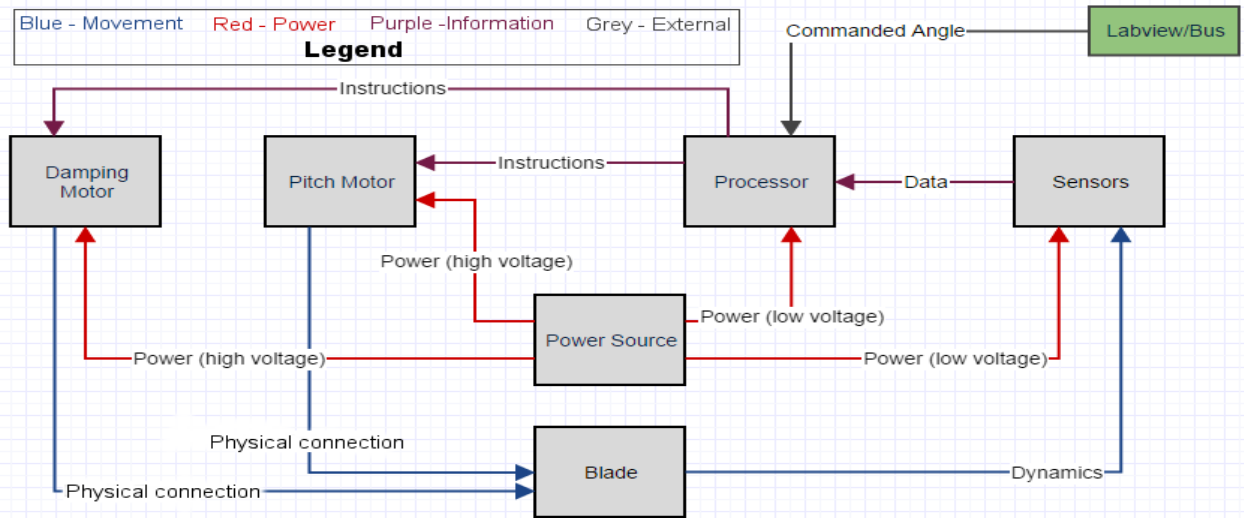 Blue - Movement Red - Power Purple -Information Grey - External
Legend
Commanded Angle
Labview/Bus
Instructions
Damping
Motor
Pitch Motor
Instructions
Processor
Data
Sensors
Power (high voltage)
Power (low voltage)
Power Source
Power (high voltage)
Power (low voltage)
Physical connection
Blade
Dynamics
Physical connection